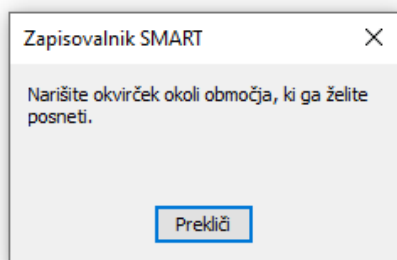 Zapisovalnik SMART
Narišite okvirček okoli območja, ki ga želite
posneti.
Prekliči